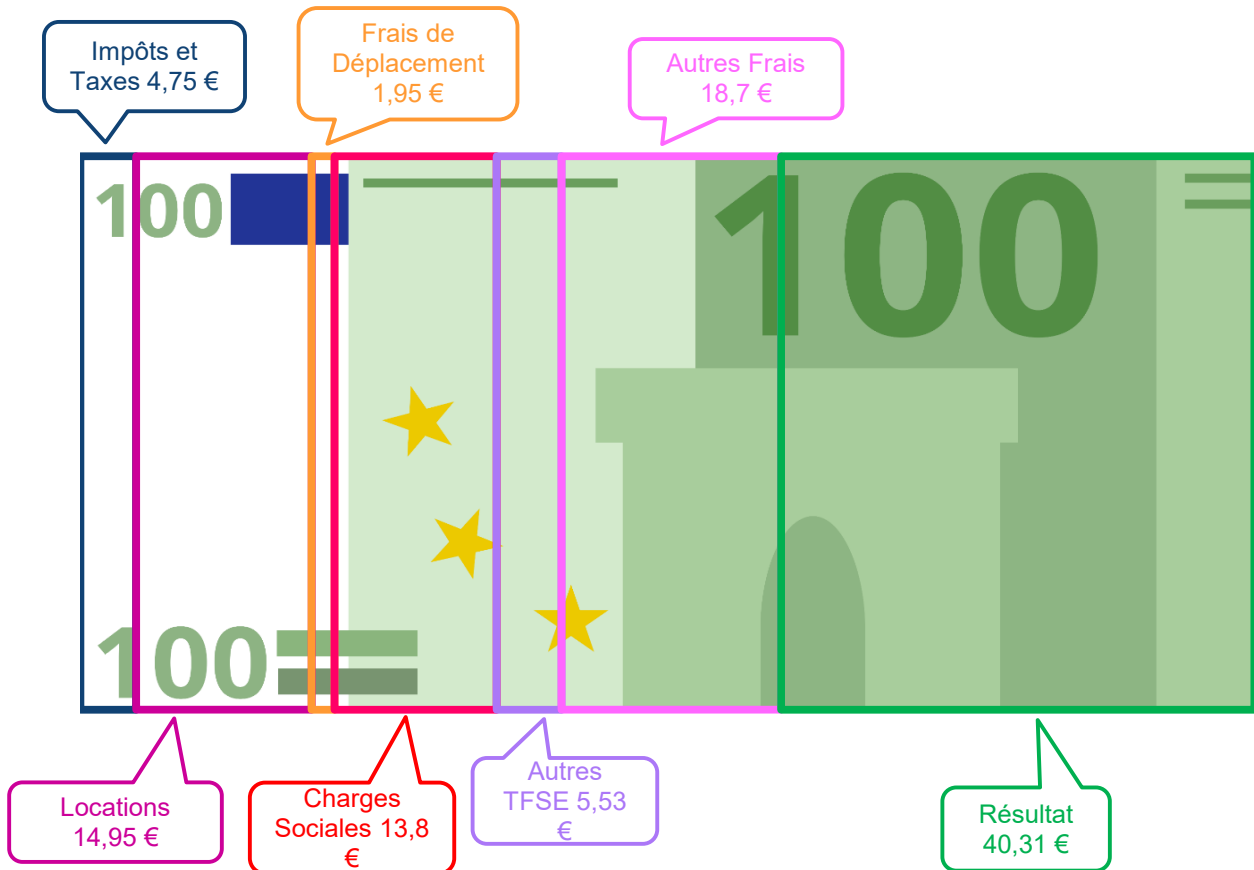 Impôts et
Taxes 4,75 €
Frais de
Déplacement
1,95 €
Autres Frais
18,7 €
100
100
100
Locations
14,95 €
Charges
Sociales 13,8
€
Autres
TFSE 5,53
€
Résultat
40,31 €